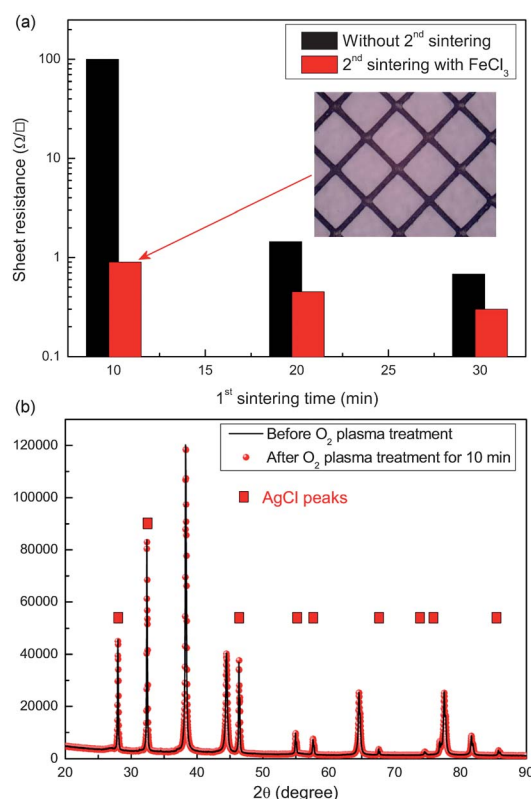 (a)
Without 2nd sintering
2nd sintering with FeCl3
Sheet resistance (Ω/□)
100
10
1
0.1
10 15 20 25 30
1st sintering time (min)
(b)
Before O2 plasma treatment
After O2 plasma treatment for 10 min
AgCl peaks
120000
100000
80000
60000
40000
20000
0
20 30 40 50 60 70 80 90
2θ (degree)